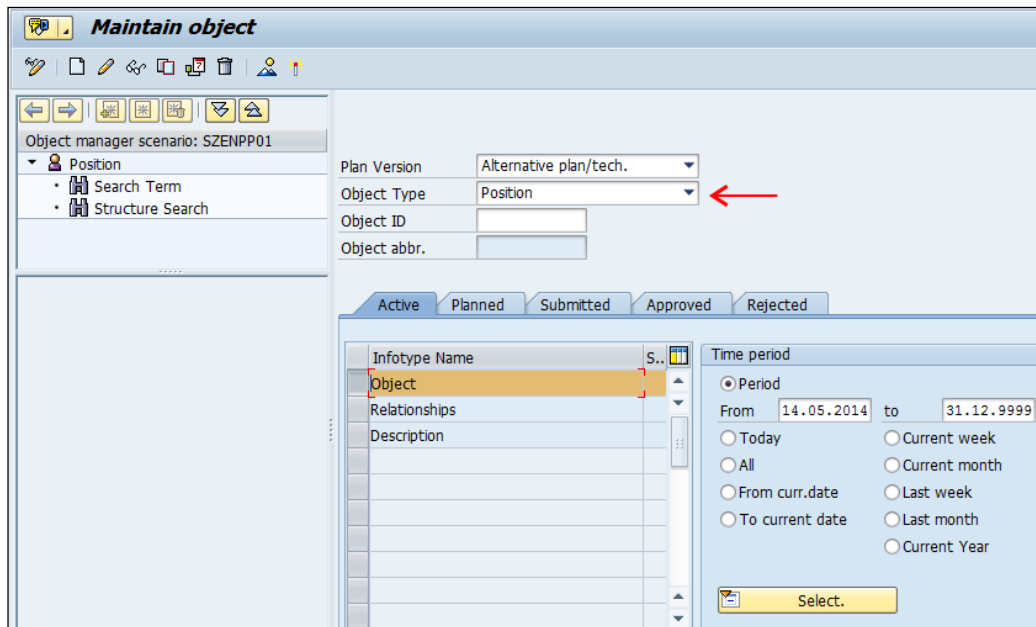 Maintain object
Object manager scenario: SZENPP01
Position
Search Term
Structure Search
Plan Version Alternative plan/tech.
Object Type Position
Object ID
Object abbr.
Active Planned Submitted Approved Rejected
Infotype Name S..
Object
Relationships
Description
Time period
Period
From 14.05.2014 to 31.12.9999
Today Current week
All Current month
From curr.date Last week
To current date Last month
Current Year
Select.